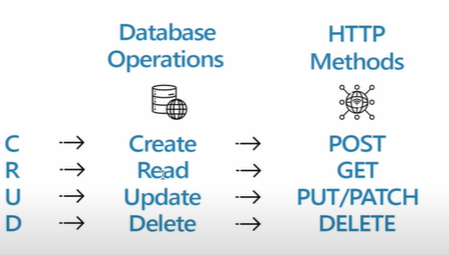 Database Operations HTTP Methods
C → Create → POST
R → Read → GET
U → Update → PUT/PATCH
D → Delete → DELETE